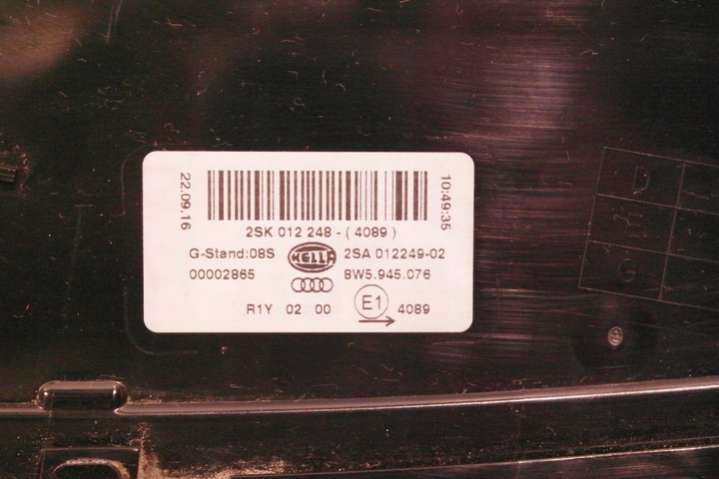 22.09.16
10:49:35
2SK 012 248 - ( 4089 )
G-Stand:08S HELLA 2SA 012249-02
00002865 8W5.945.076
R1Y 02 00 E1 4089